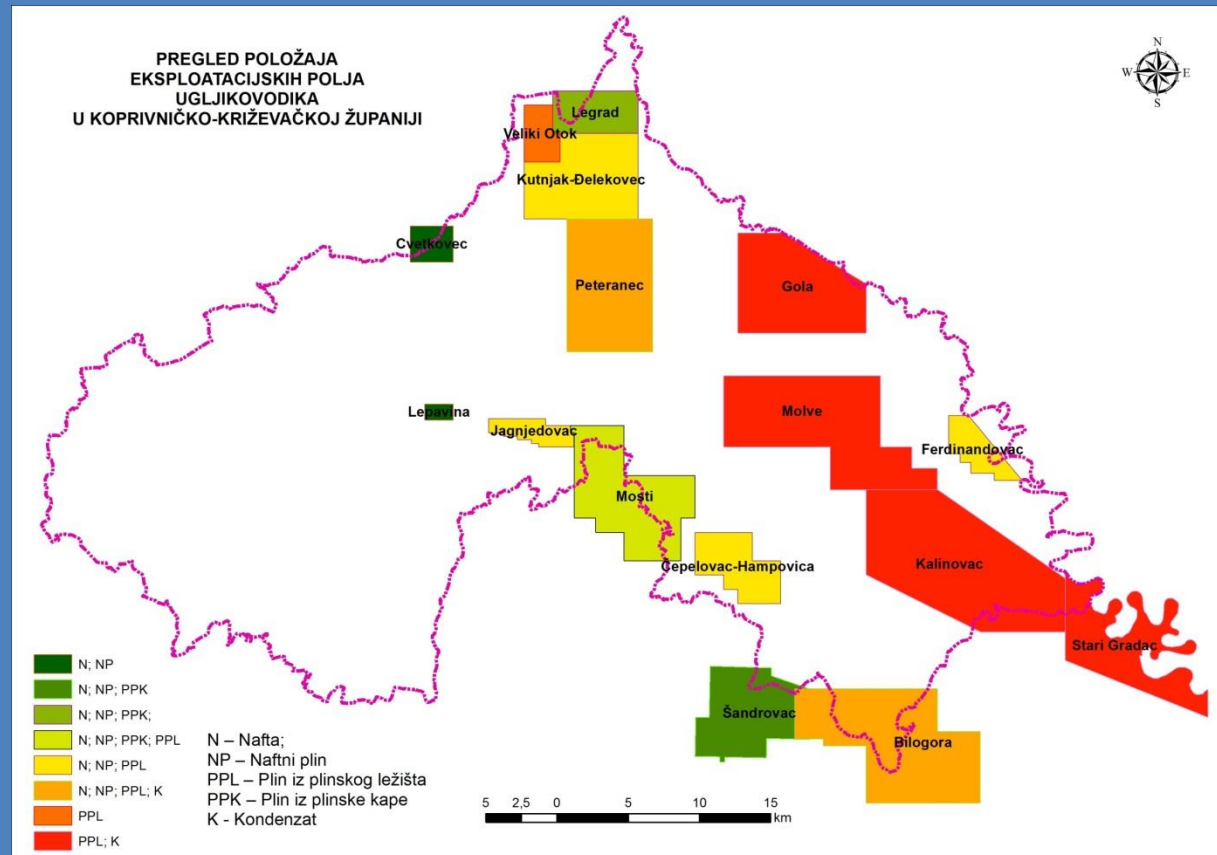 PREGLED POLOŽAJA
EKSPLOATACIJSKIH POLJA
UGLJIKOVODIKA
U KOPRIVNIČKO-KRIŽEVAČKOJ ŽUPANIJI
N
W E
S
Legrad
Veliki Otok
Kutnjak-Đelekovec
Cvetkovec
Peteranec
Gola
Lepavina
Jagnjedovac
Molve
Ferdinandovac
Mosti
Čepelovac-Hampovica
Kalinovac
Stari Gradac
Šandrovac
Bilogora
N; NP
N; NP; PPK
N; NP; PPK;
N; NP; PPK; PPL
N; NP; PPL
N; NP; PPL; K
PPL
PPL; K
N – Nafta;
NP – Naftni plin
PPL – Plin iz plinskog ležišta
PPK – Plin iz plinske kape
K - Kondenzat
5 2,5 0 5 10 15
km